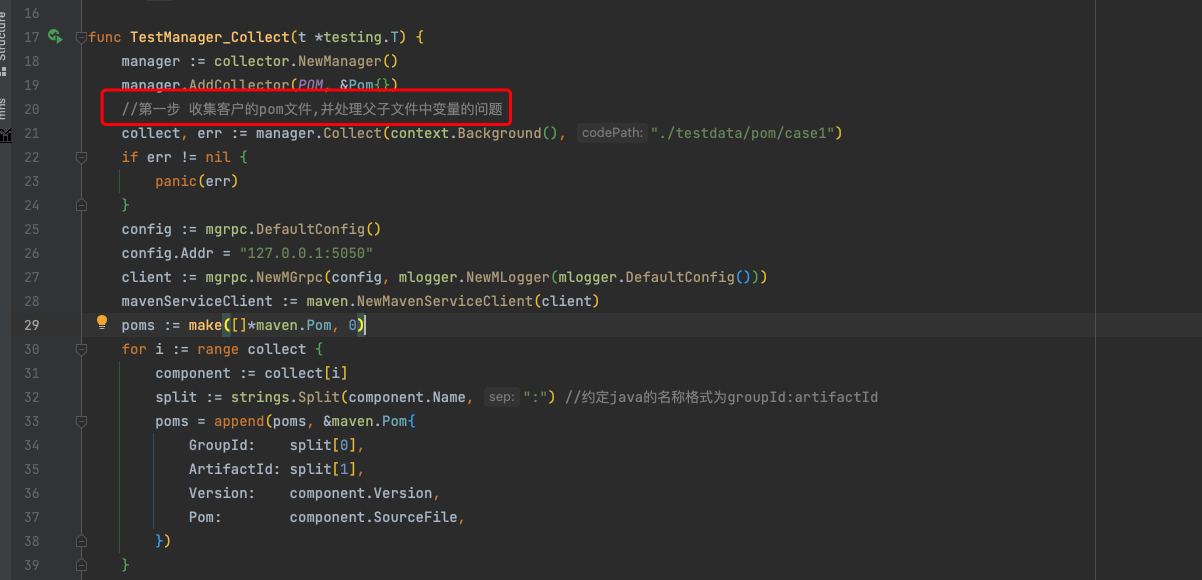 16
Structure
17 func TestManager_Collect(t *testing.T) {
18 manager := collector.NewManager()
19 manager.AddCollector(POM, &Pom{})
20 //第一步 收集客户的pom文件,并处理父子文件中变量的问题
21 collect, err := manager.Collect(context.Background(), codePath: "./testdata/pom/case1")
22 if err != nil {
23 panic(err)
24 }
25 config := mgrpc.DefaultConfig()
26 config.Addr = "127.0.0.1:5050"
27 client := mgrpc.NewMGrpc(config, mlogger.NewMLogger(mlogger.DefaultConfig()))
28 mavenServiceClient := maven.NewMavenServiceClient(client)
29 poms := make([]*maven.Pom, 0)
30 for i := range collect {
31 component := collect[i]
32 split := strings.Split(component.Name, sep: ":") //约定java的名称格式为groupId:artifactId
33 poms = append(poms, &maven.Pom{
34 GroupId: split[0],
35 ArtifactId: split[1],
36 Version: component.Version,
37 Pom: component.SourceFile,
38 })
39 }